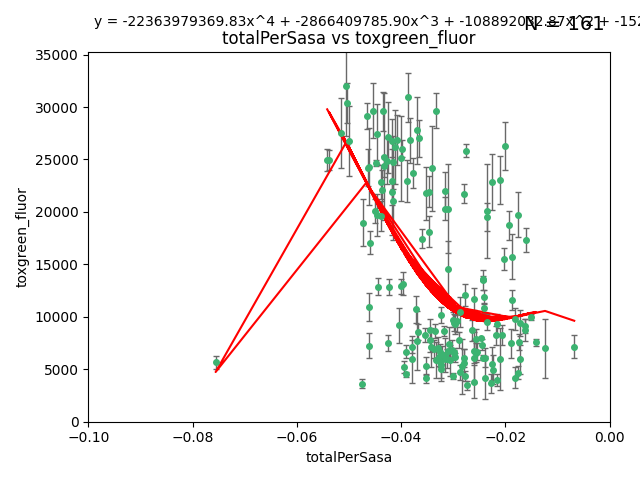 y = -22363979369.83x^4 + -2866409785.90x^3 + -108892
N = 161
totalPerSasa vs toxgreen_fluor
35000
30000
25000
20000
15000
10000
5000
0
toxgreen_fluor
−0.10
−0.08
−0.06
−0.04
−0.02
0.00
totalPerSasa